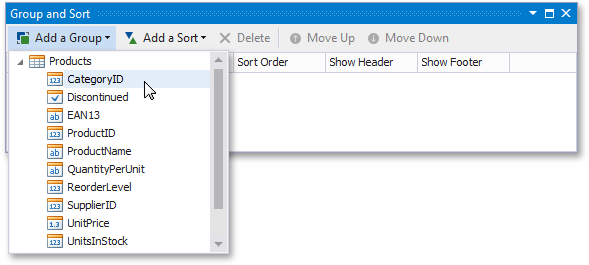 Group and Sort
Add a Group Add a Sort Delete Move Up Move Down
Sort Order Show Header Show Footer
Products
123 CategoryID
Discontinued
ab EAN13
123 ProductID
ab ProductName
ab QuantityPerUnit
123 ReorderLevel
123 SupplierID
1.3 UnitPrice
123 UnitsInStock